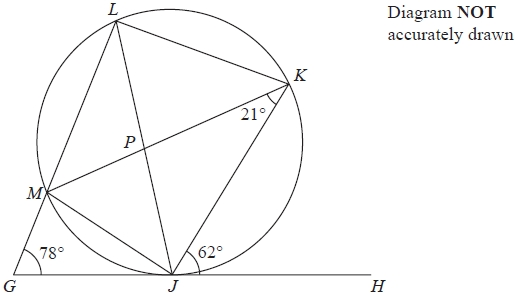 L
Diagram NOT
accurately drawn
K
21°
P
M
78°
62°
G
J
H